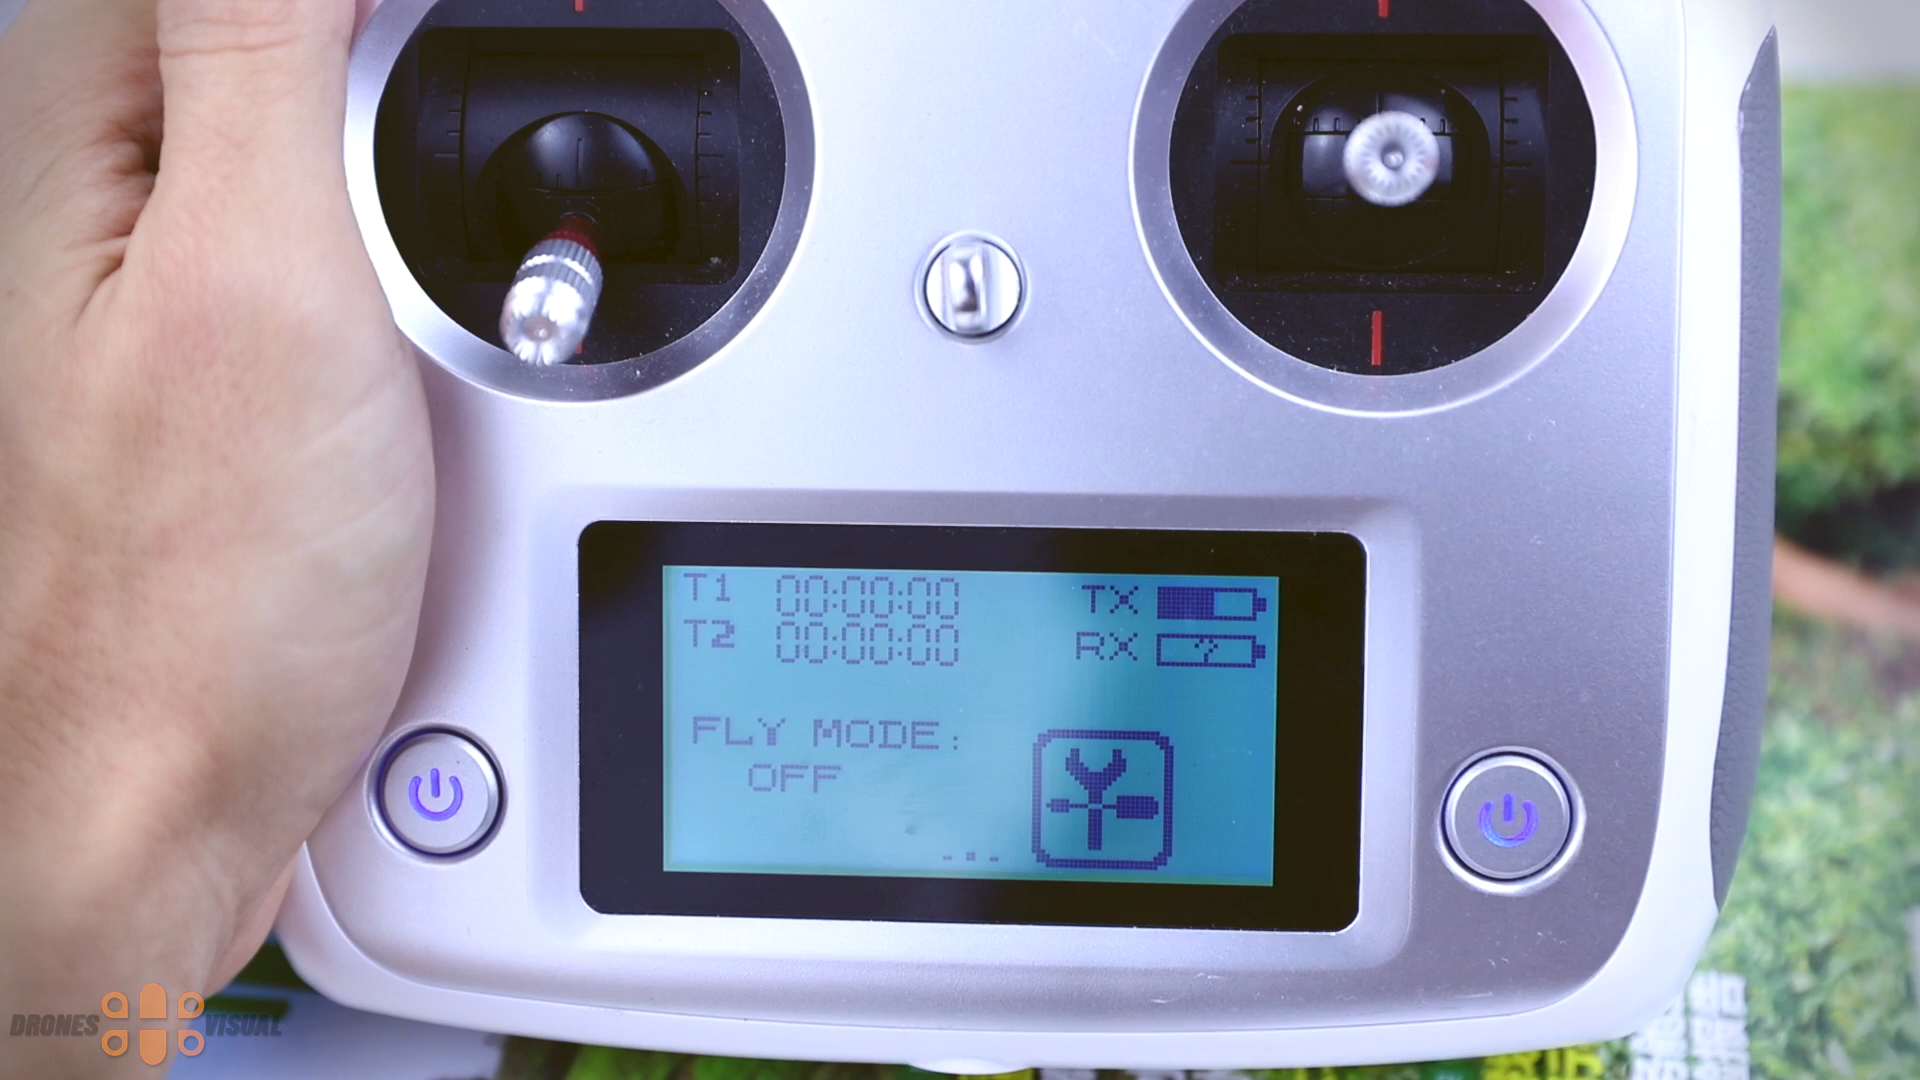 T1 00:00:00 TX
T2 00:00:00 RX ?
FLY MODE:
OFF
DRONES VISUAL